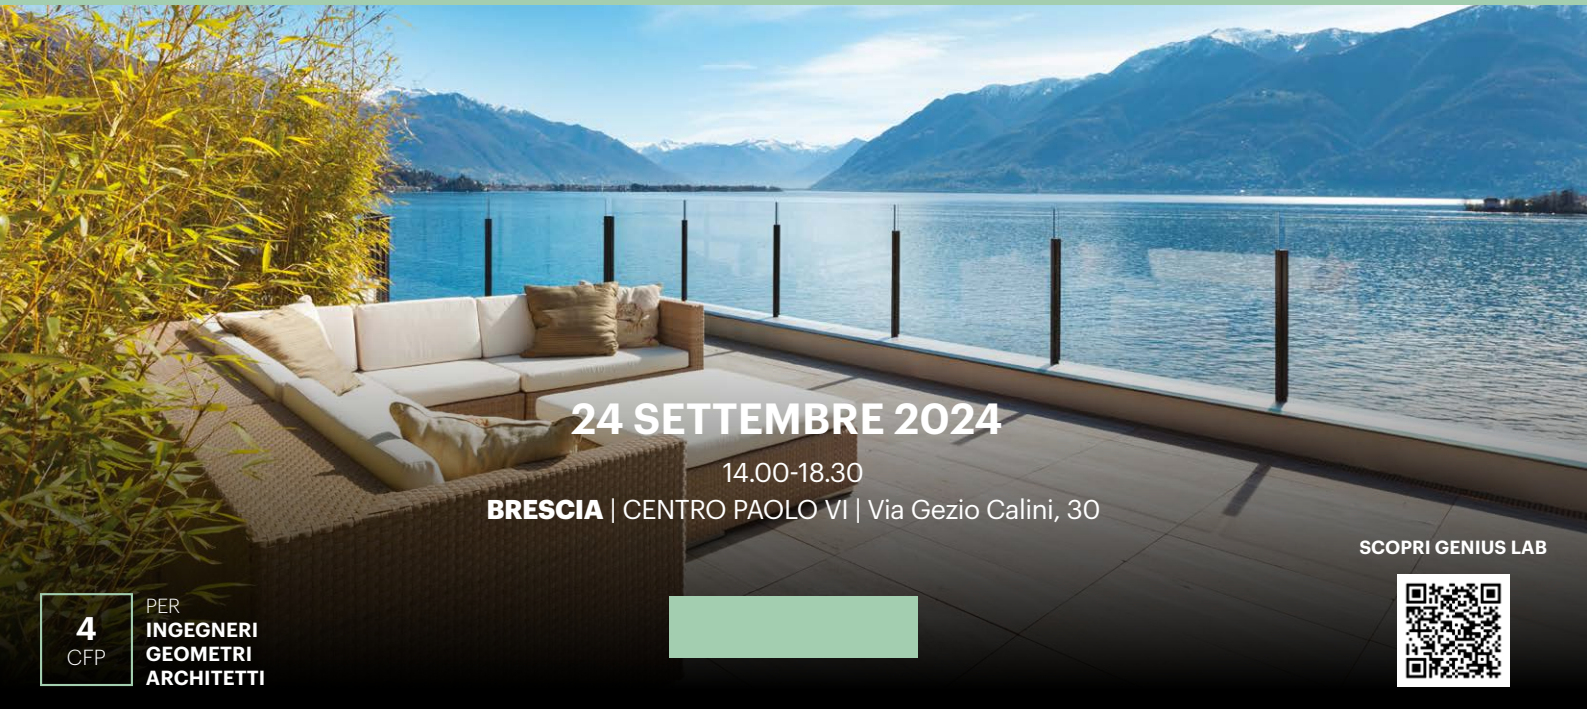 24 SETTEMBRE 2024
14.00-18.30
BRESCIA | CENTRO PAOLO VI | Via Gezio Calini, 30
SCOPRI GENIUS LAB
4
CFP
PER
INGEGNERI
GEOMETRI
ARCHITETTI